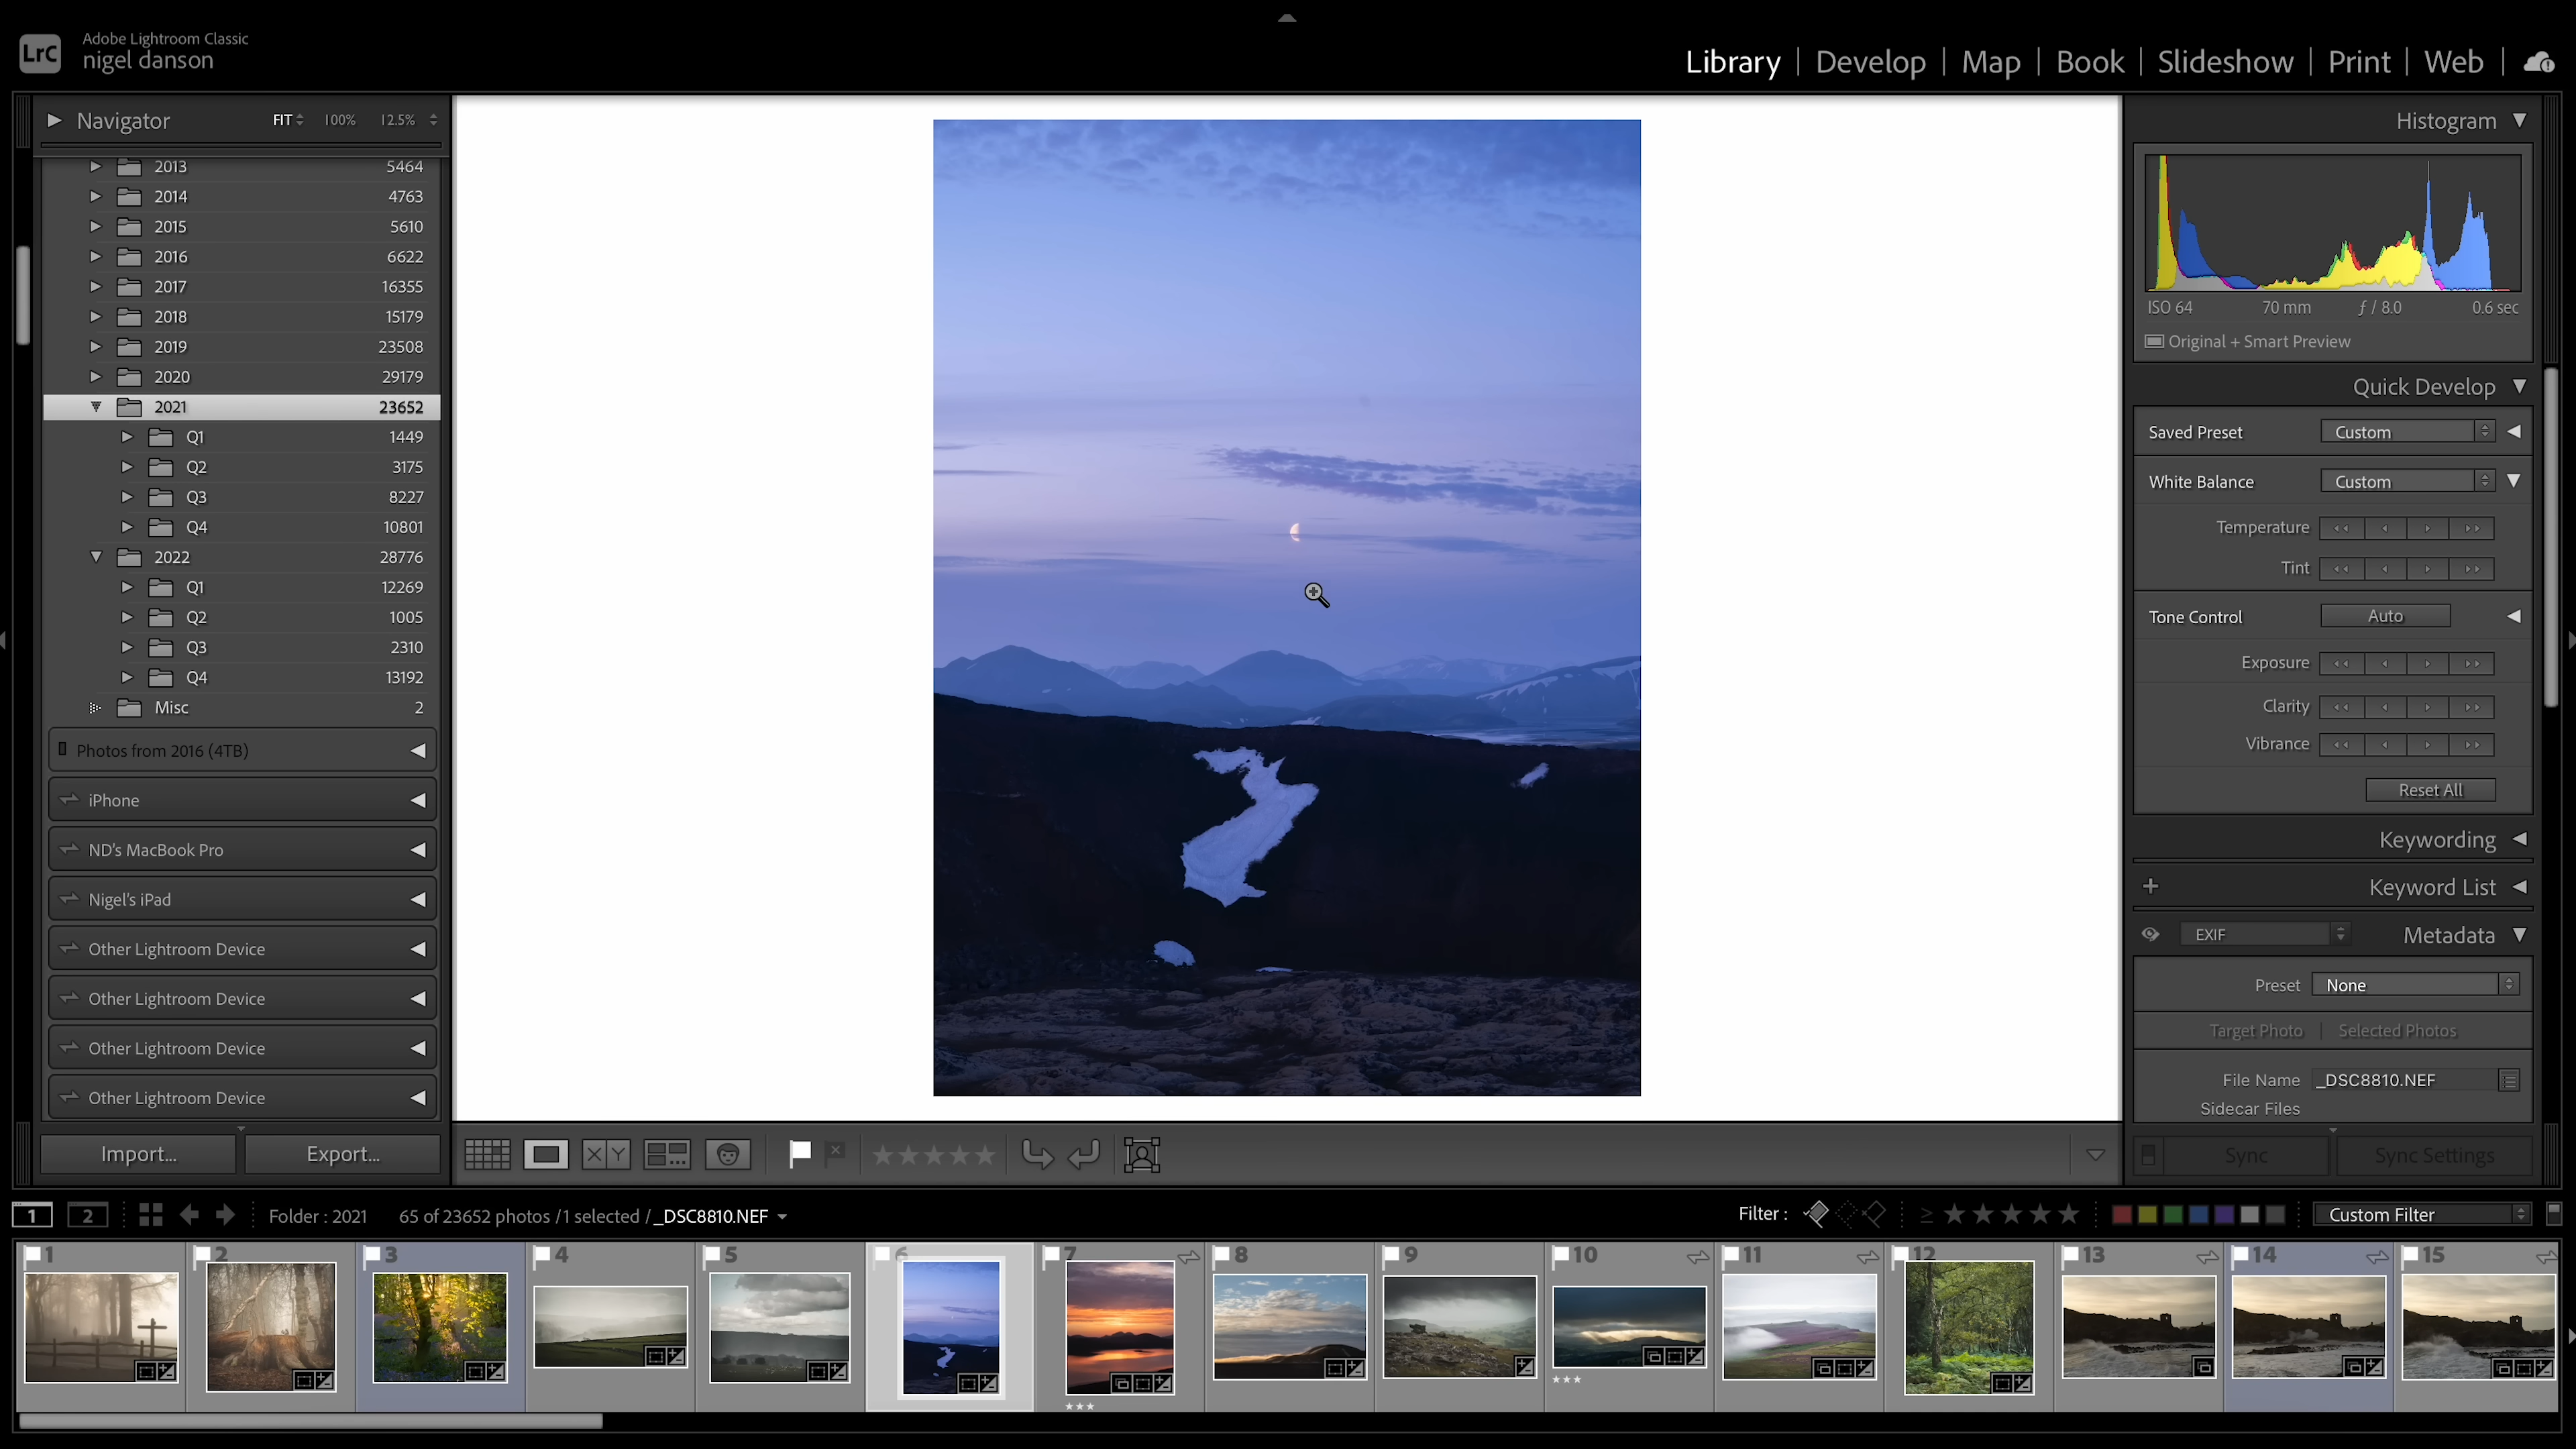 LrC
Adobe Lightroom Classic
nigel danson
Library | Develop | Map | Book | Slideshow | Print | Web
Navigator FIT 100% 12.5%
2013 5464
2014 4763
2015 5610
2016 6622
2017 16355
2018 15179
2019 23508
2020 29179
2021 23652
Q1 1449
Q2 3175
Q3 8227
Q4 10801
2022 28776
Q1 12269
Q2 1005
Q3 2310
Q4 13192
Misc 2
Photos from 2016 (4TB)
iPhone
ND's MacBook Pro
Nigel's iPad
Other Lightroom Device
Other Lightroom Device
Other Lightroom Device
Other Lightroom Device
Import... Export...
X Y
Histogram
ISO 64 70 mm ƒ / 8.0 0.6 sec
Original + Smart Preview
Quick Develop
Saved Preset Custom
White Balance Custom
Temperature
Tint
Tone Control Auto
Exposure
Clarity
Vibrance
Reset All
Keywording
+ Keyword List
EXIF Metadata
Preset None
Target Photo | Selected Photos
File Name _DSC8810.NEF
Sidecar Files
Sync Sync Settings
1 2 Folder : 2021 65 of 23652 photos / 1 selected / _DSC8810.NEF Filter : ≥ Custom Filter
1 2 3 4 5 6 7 8 9 10 11 12 13 14 15